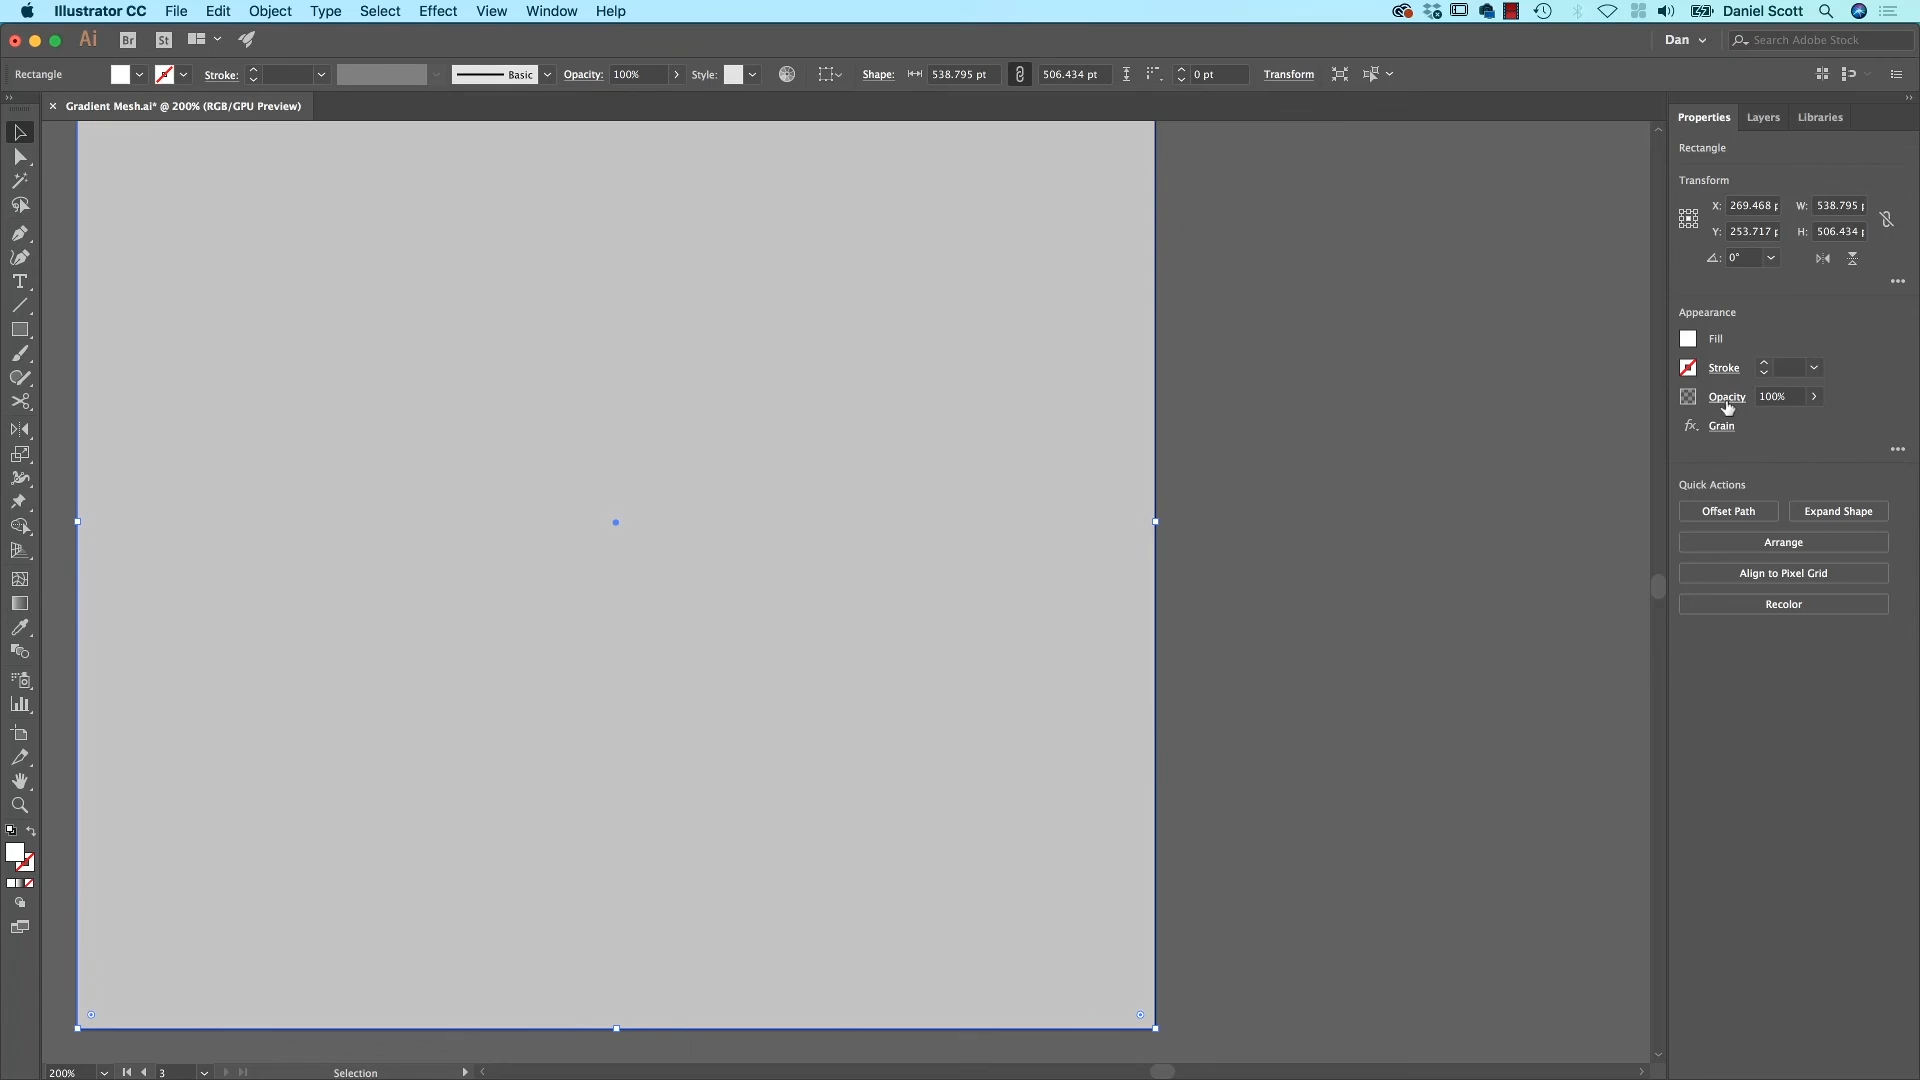 Illustrator CC File Edit Object Type Select Effect View Window Help Daniel Scott
Ai Br St Dan Search Adobe Stock
Rectangle Stroke: Basic Opacity: 100% Style: Shape: 538.795 pt 506.434 pt 0 pt Transform
× Gradient Mesh.ai* @ 200% (RGB/GPU Preview)
Properties Layers Libraries
Rectangle
Transform
X: 269.468 p W: 538.795 p
Y: 253.717 p H: 506.434 p
0°
Appearance
Fill
Stroke
Opacity 100%
fx. Grain
Quick Actions
Offset Path Expand Shape
Arrange
Align to Pixel Grid
Recolor
200% 3 Selection